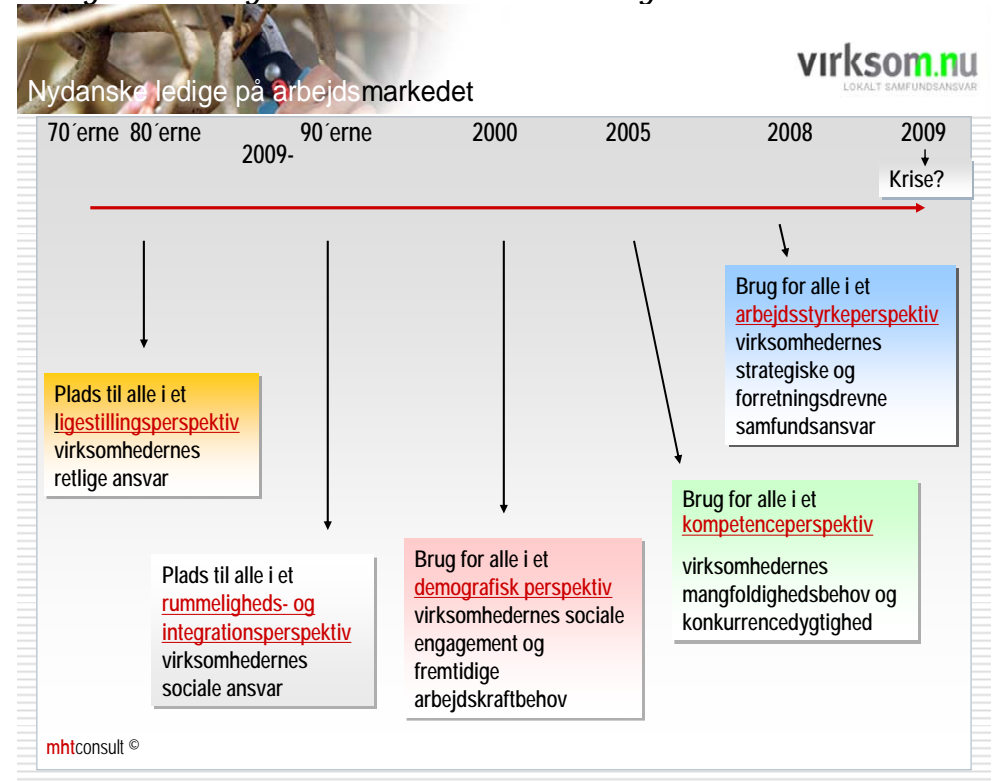 Nydanske ledige på arbejdsmarkedet
virksom.nu
LOKALT SAMFUNDSANSVAR
70´erne 80´erne 90´erne 2000 2005 2008 2009
2009-
Krise?
Plads til alle i et
ligestillingsperspektiv
virksomhedernes
retlige ansvar
Plads til alle i et
rummeligheds- og
integrationsperspektiv
virksomhedernes
sociale ansvar
Brug for alle i et
demografisk perspektiv
virksomhedernes sociale
engagement og
fremtidige
arbejdskraftbehov
Brug for alle i et
kompetenceperspektiv
virksomhedernes
mangfoldighedsbehov og
konkurrencedygtighed
Brug for alle i et
arbejdsstyrkeperspektiv
virksomhedernes
strategiske og
forretningsdrevne
samfundsansvar
mhtconsult ©